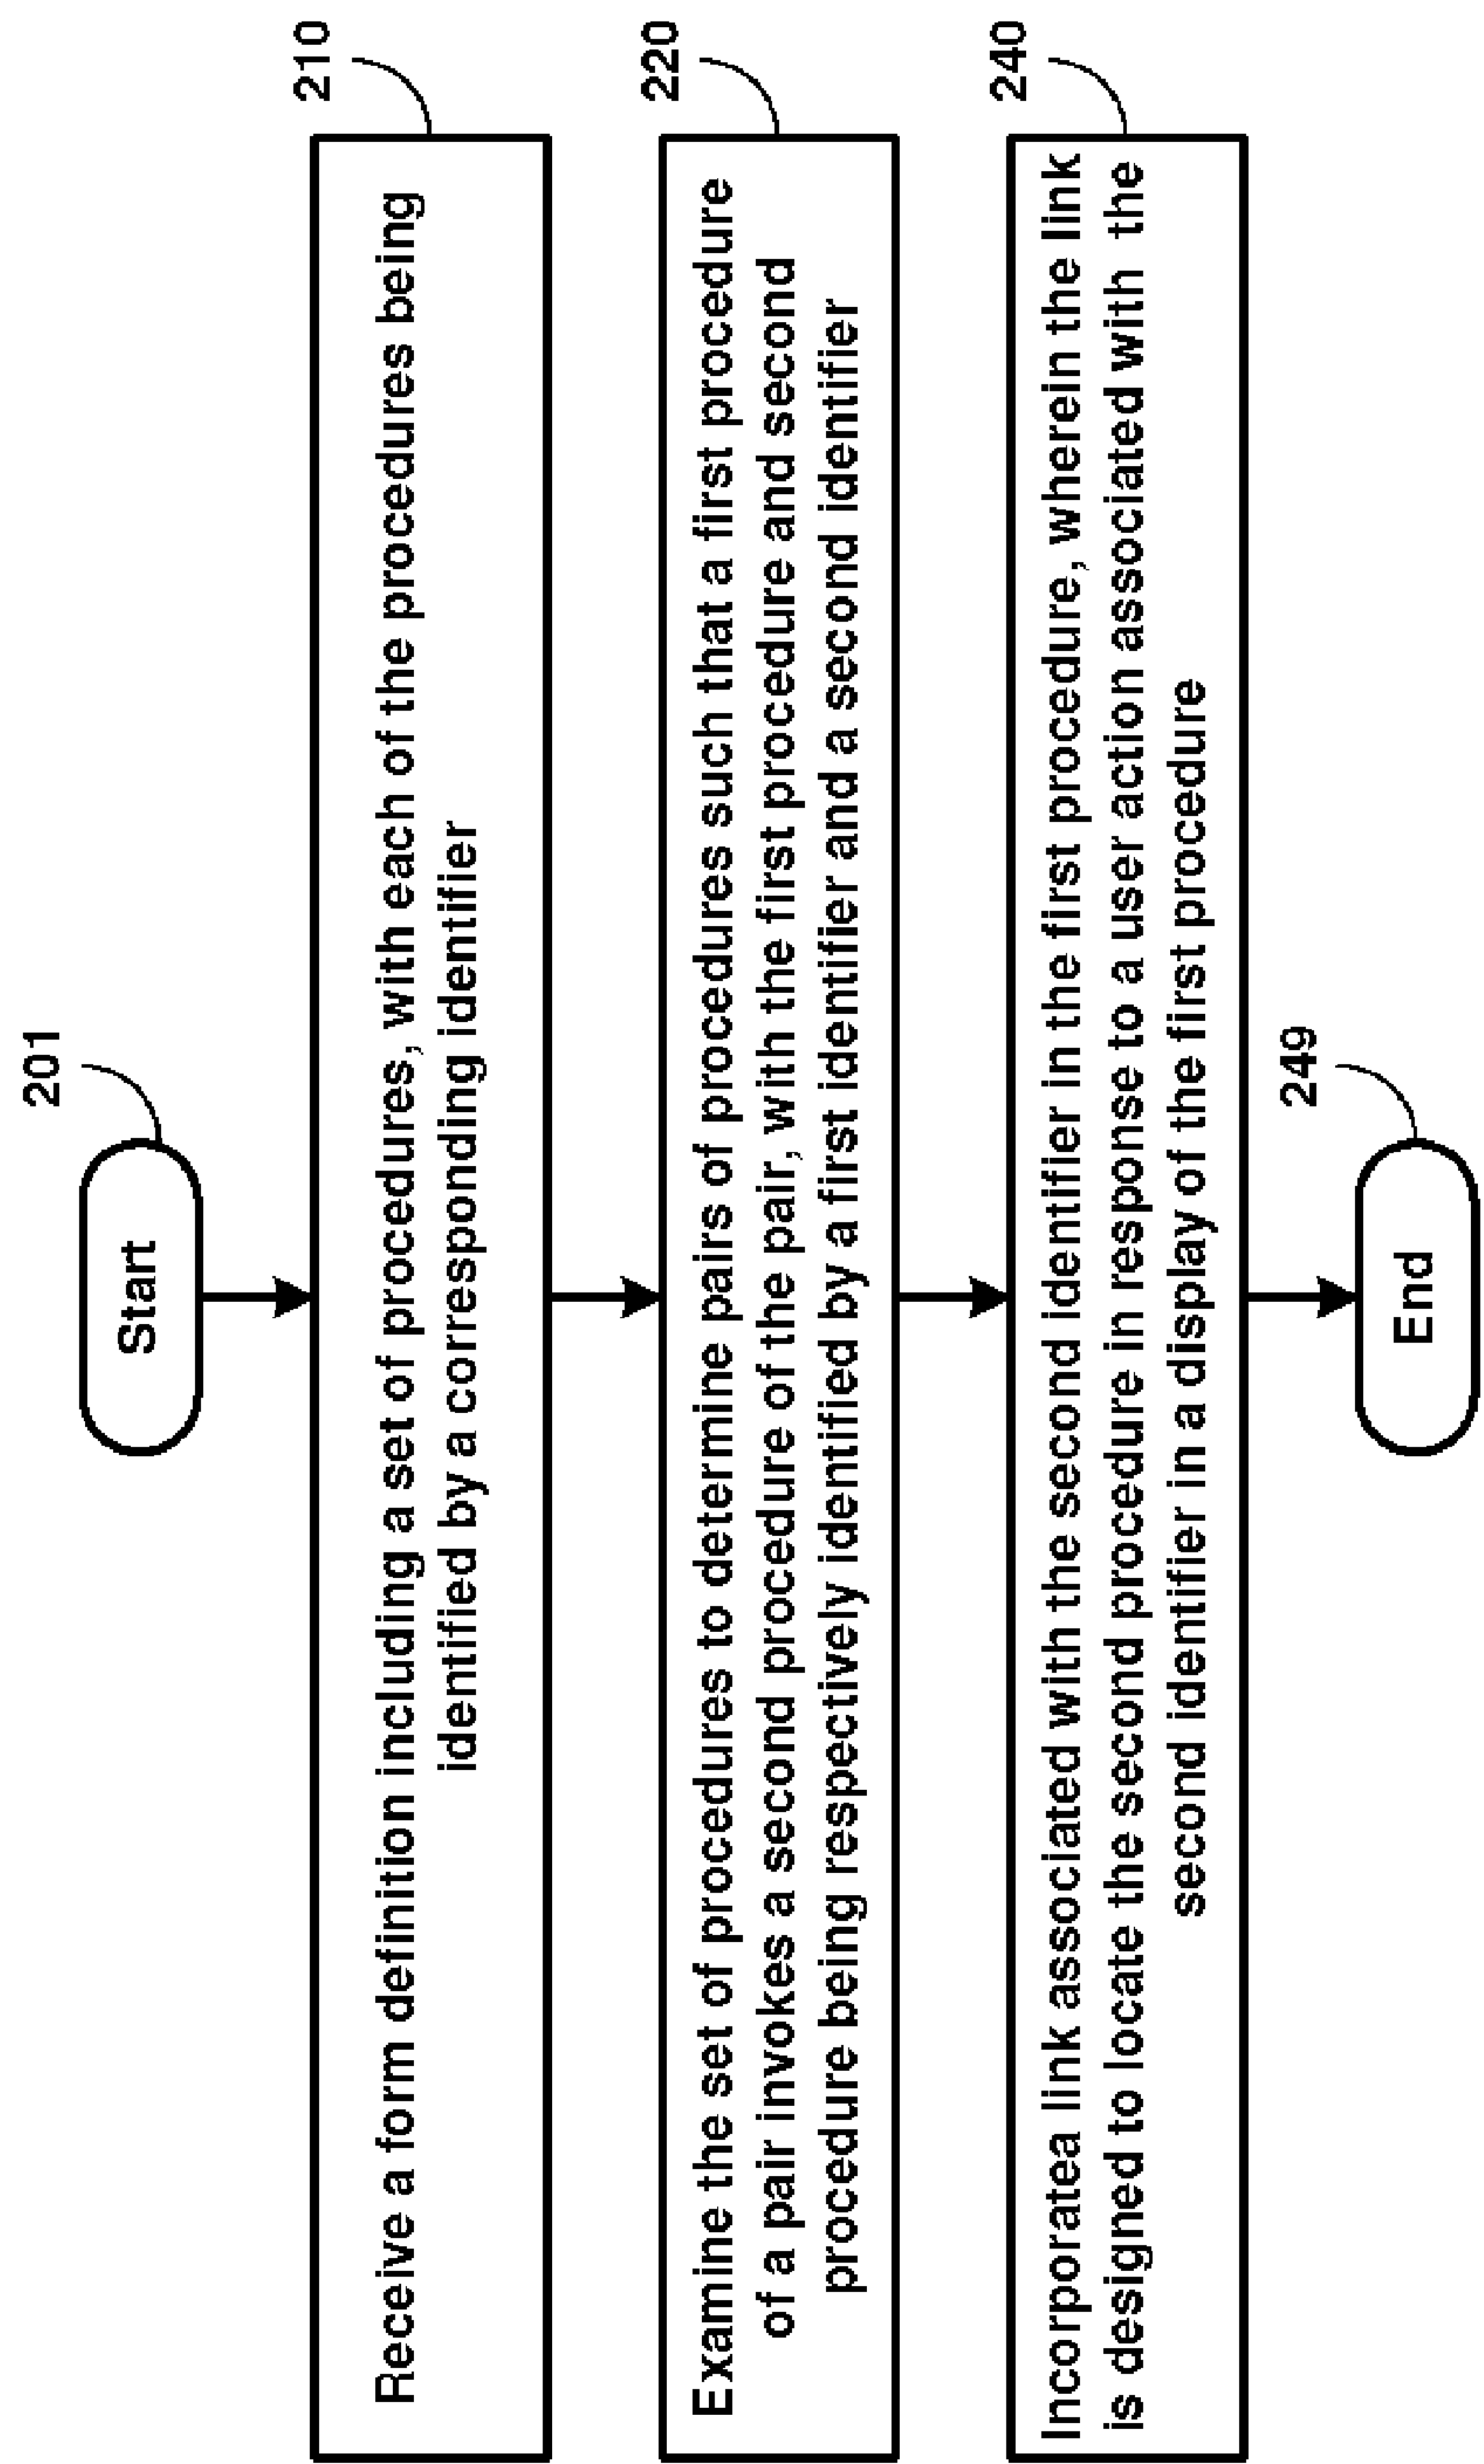 201
Start
210
Receive a form definition including a set of procedures, with each of the procedures being
identified by a corresponding identifier
220
Examine the set of procedures to determine pairs of procedures such that a first procedure
of a pair invokes a second procedure of the pair, with the first procedure and second
procedure being respectively identified by a first identifier and a second identifier
240
Incorporatea link associated with the second identifier in the first procedure, wherein the link
is designed to locate the second procedure in response to a user action associated with the
second identifier in a display of the first procedure
249
End